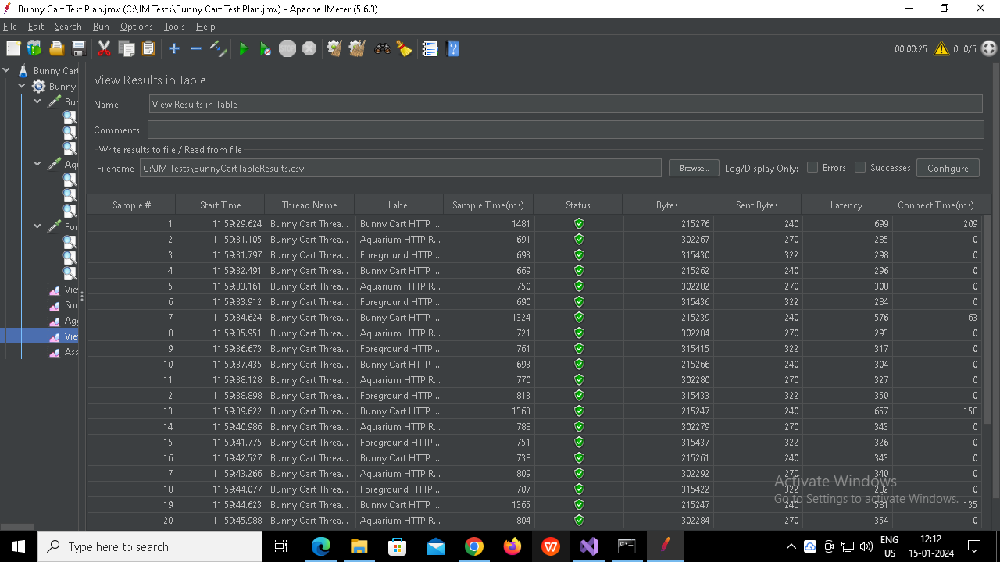 Bunny Cart Test Plan.jmx (C:\JM Tests\Bunny Cart Test Plan.jmx) - Apache JMeter (5.6.3)
File Edit Search Run Options Tools Help
STOP 00:00:25 0 0/5
Bunny Cart
Bunny
Bun
Aqu
For
Vie
Sum
Agg
Vie
Ass
View Results in Table
Name: View Results in Table
Comments:
Write results to file / Read from file
Filename C:\JM Tests\BunnyCartTableResults.csv Browse... Log/Display Only: Errors Successes Configure
Sample # Start Time Thread Name Label Sample Time(ms) Status Bytes Sent Bytes Latency Connect Time(ms)
1 11:59:29.624 Bunny Cart Threa... Bunny Cart HTTP ... 1481 215276 240 699 209
2 11:59:31.105 Bunny Cart Threa... Aquarium HTTP R... 691 302267 270 285 0
3 11:59:31.797 Bunny Cart Threa... Foreground HTTP... 693 315430 322 298 0
4 11:59:32.491 Bunny Cart Threa... Bunny Cart HTTP ... 669 215262 240 296 0
5 11:59:33.161 Bunny Cart Threa... Aquarium HTTP R... 750 302282 270 308 0
6 11:59:33.912 Bunny Cart Threa... Foreground HTTP... 690 315436 322 284 0
7 11:59:34.624 Bunny Cart Threa... Bunny Cart HTTP ... 1324 215239 240 576 163
8 11:59:35.951 Bunny Cart Threa... Aquarium HTTP R... 721 302284 270 293 0
9 11:59:36.673 Bunny Cart Threa... Foreground HTTP... 761 315415 322 317 0
10 11:59:37.435 Bunny Cart Threa... Bunny Cart HTTP ... 693 215266 240 304 0
11 11:59:38.128 Bunny Cart Threa... Aquarium HTTP R... 770 302280 270 327 0
12 11:59:38.898 Bunny Cart Threa... Foreground HTTP... 813 315433 322 350 0
13 11:59:39.622 Bunny Cart Threa... Bunny Cart HTTP ... 1363 215247 240 657 158
14 11:59:40.986 Bunny Cart Threa... Aquarium HTTP R... 788 302279 270 343 0
15 11:59:41.775 Bunny Cart Threa... Foreground HTTP... 751 315437 322 326 0
16 11:59:42.527 Bunny Cart Threa... Bunny Cart HTTP ... 738 215261 240 343 0
17 11:59:43.266 Bunny Cart Threa... Aquarium HTTP R... 809 302292 270 340 0
18 11:59:44.077 Bunny Cart Threa... Foreground HTTP... 707 315422 322 282 0
19 11:59:44.623 Bunny Cart Threa... Bunny Cart HTTP ... 1365 215247 240 581 135
20 11:59:45.988 Bunny Cart Threa... Aquarium HTTP R... 804 302284 270 354 0
Activate Windows
Go to Settings to activate Windows.
Type here to search
ENG
US
12:12
15-01-2024